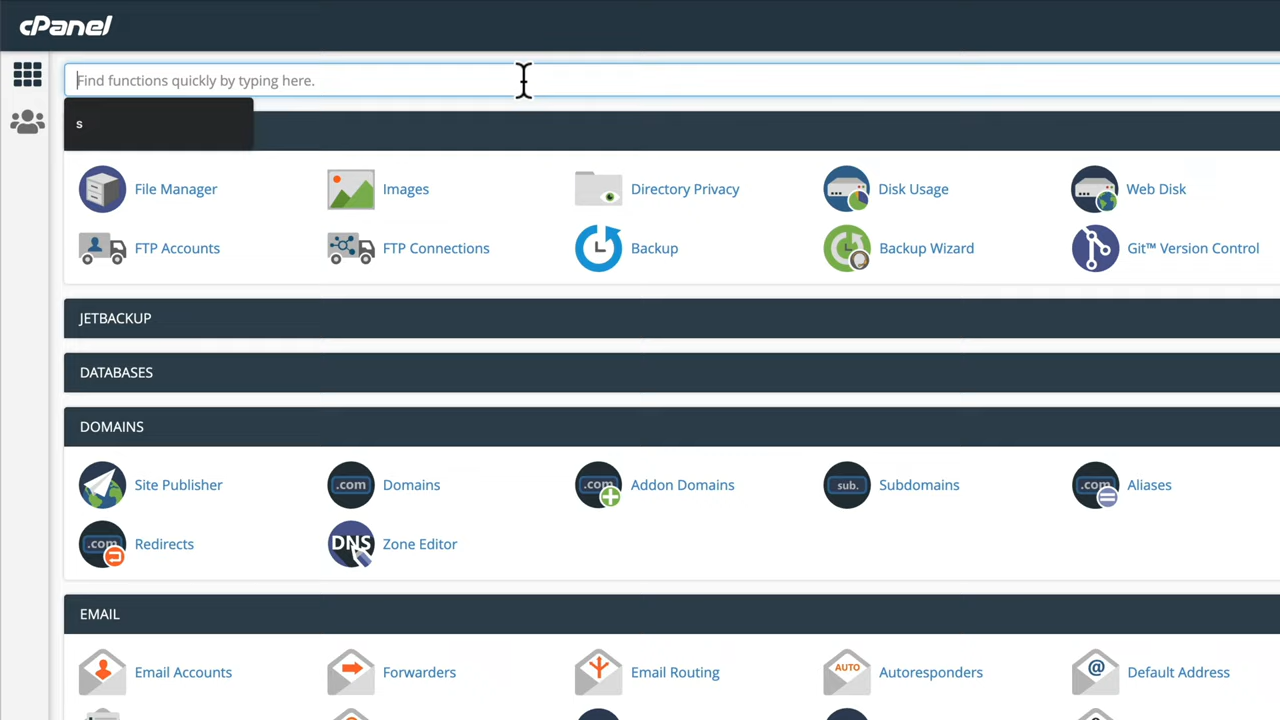 cPanel
Find functions quickly by typing here.
s
File Manager
Images
Directory Privacy
Disk Usage
Web Disk
FTP Accounts
FTP Connections
Backup
Backup Wizard
Git™ Version Control
JETBACKUP
DATABASES
DOMAINS
Site Publisher
.com
Domains
.com
Addon Domains
sub.
Subdomains
.com
Aliases
.com
Redirects
DNS
Zone Editor
EMAIL
Email Accounts
Forwarders
Email Routing
AUTO
Autoresponders
@
Default Address